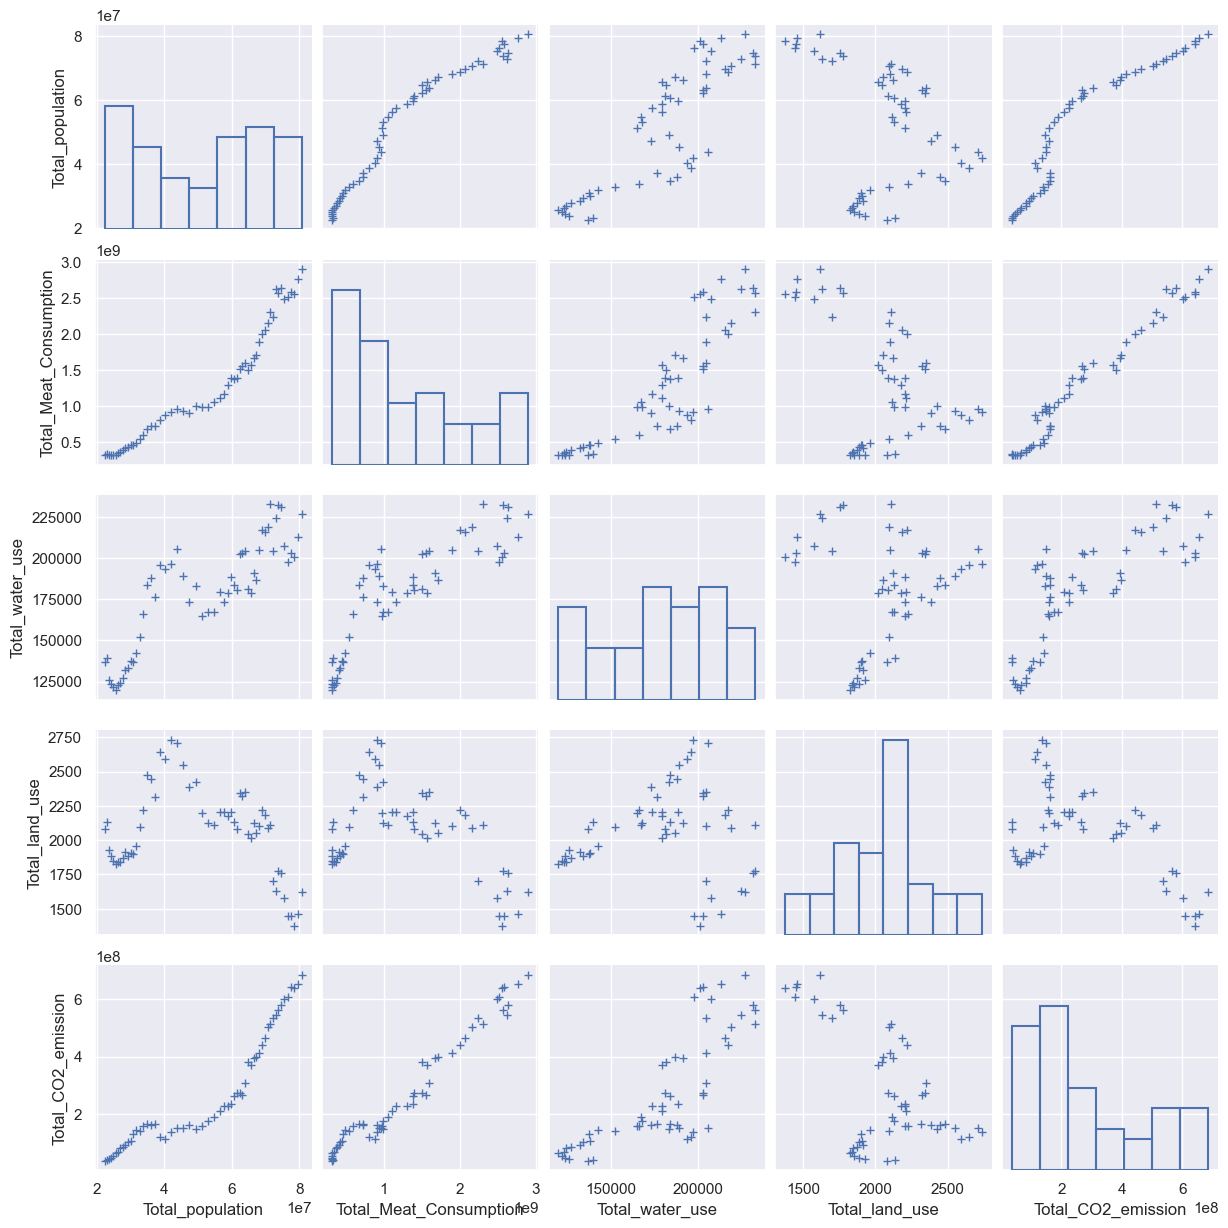 1e7
8
6
4
2
Total_population
1e9
3.0
2.5
2.0
1.5
1.0
0.5
Total_Meat_Consumption
225000
200000
175000
150000
125000
Total_water_use
2750
2500
2250
2000
1750
1500
Total_land_use
1e8
6
4
2
Total_CO2_emission
2 4 6 8 1 2 3 150000 200000 1500 2000 2500 2 4 6
Total_population 1e7 Total_Meat_Consumption 1e9 Total_water_use Total_land_use Total_CO2_emission 1e8